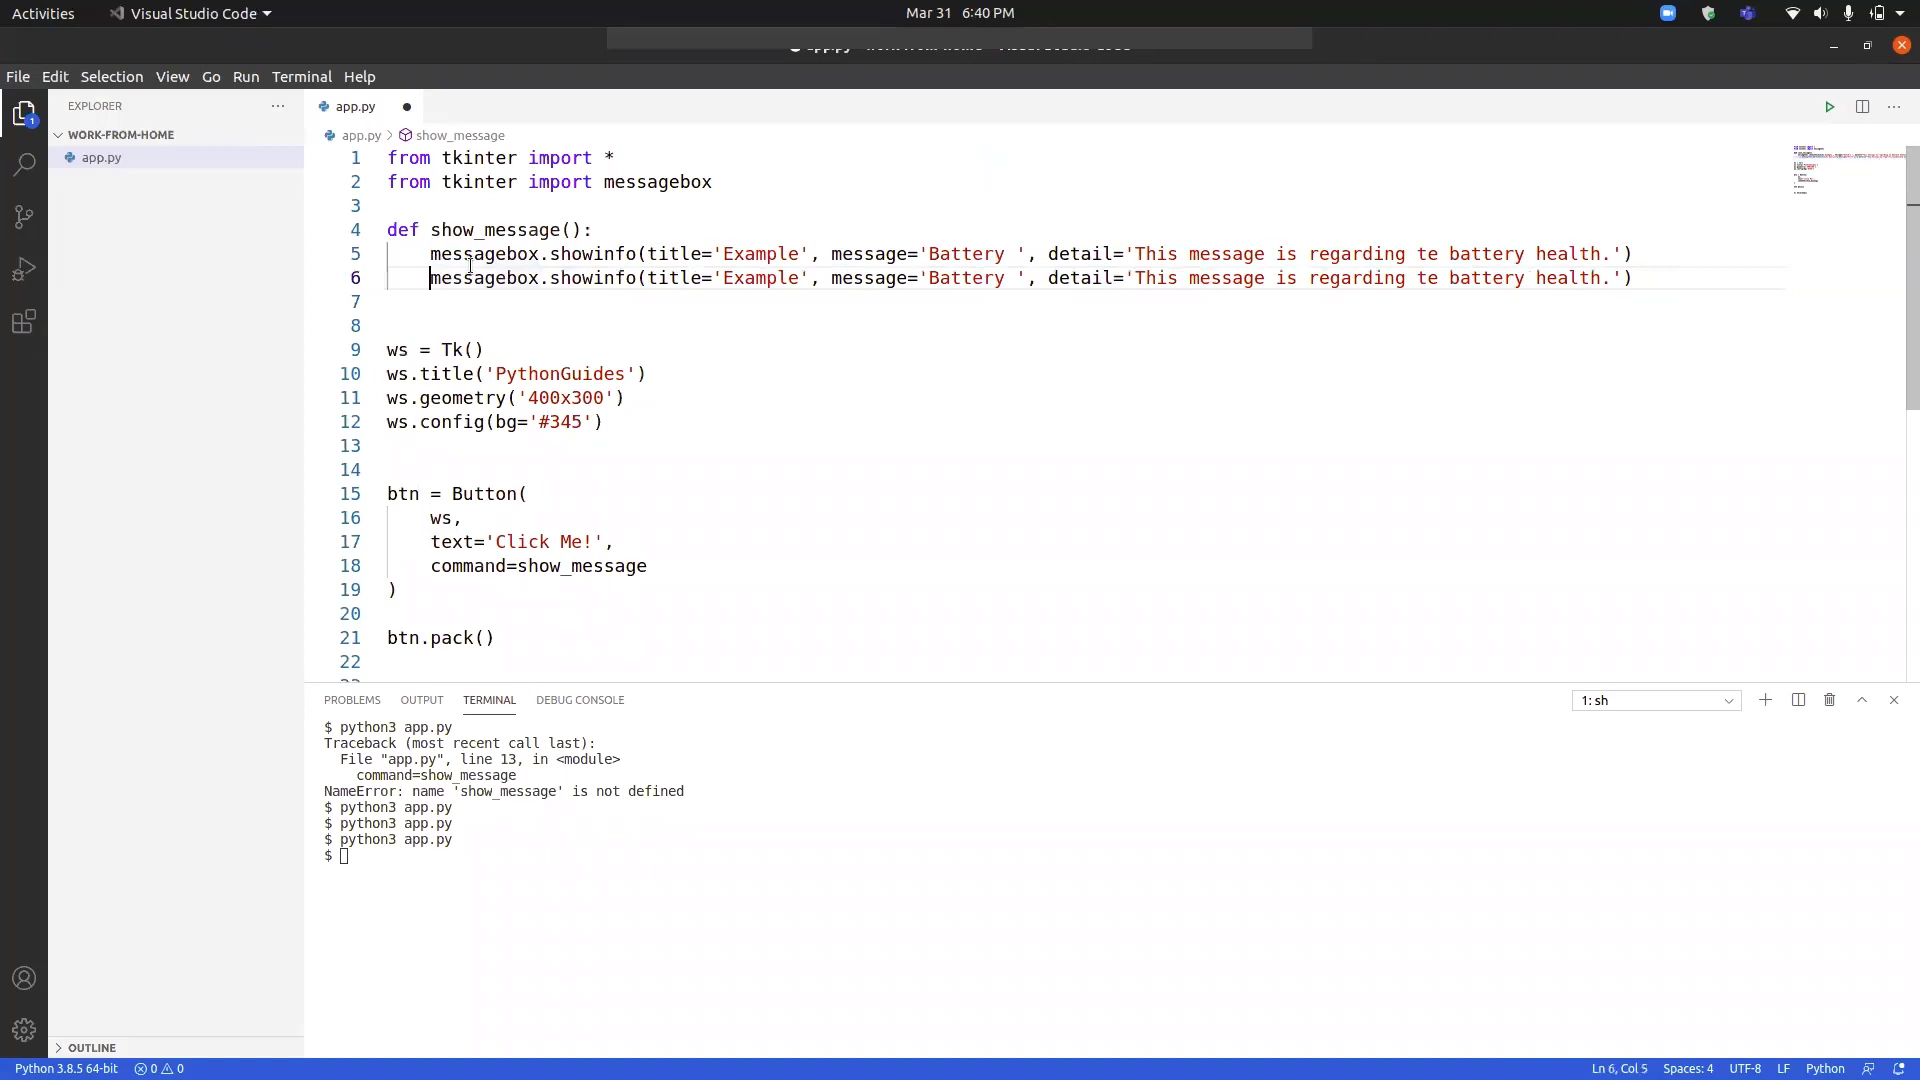 Activities Visual Studio Code Mar 31 6:40 PM
File Edit Selection View Go Run Terminal Help
EXPLORER
WORK-FROM-HOME
app.py
1
app.py
app.py show_message
1 from tkinter import *
2 from tkinter import messagebox
3
4 def show_message():
5 messagebox.showinfo(title='Example', message='Battery ', detail='This message is regarding te battery health.')
6 messagebox.showinfo(title='Example', message='Battery ', detail='This message is regarding te battery health.')
7
8
9 ws = Tk()
10 ws.title('PythonGuides')
11 ws.geometry('400x300')
12 ws.config(bg='#345')
13
14
15 btn = Button(
16 ws,
17 text='Click Me!',
18 command=show_message
19 )
20
21 btn.pack()
22
PROBLEMS OUTPUT TERMINAL DEBUG CONSOLE 1: sh
$ python3 app.py
Traceback (most recent call last):
File "app.py", line 13, in <module>
command=show_message
NameError: name 'show_message' is not defined
$ python3 app.py
$ python3 app.py
$ python3 app.py
$
OUTLINE
Python 3.8.5 64-bit 0 0 Ln 6, Col 5 Spaces: 4 UTF-8 LF Python